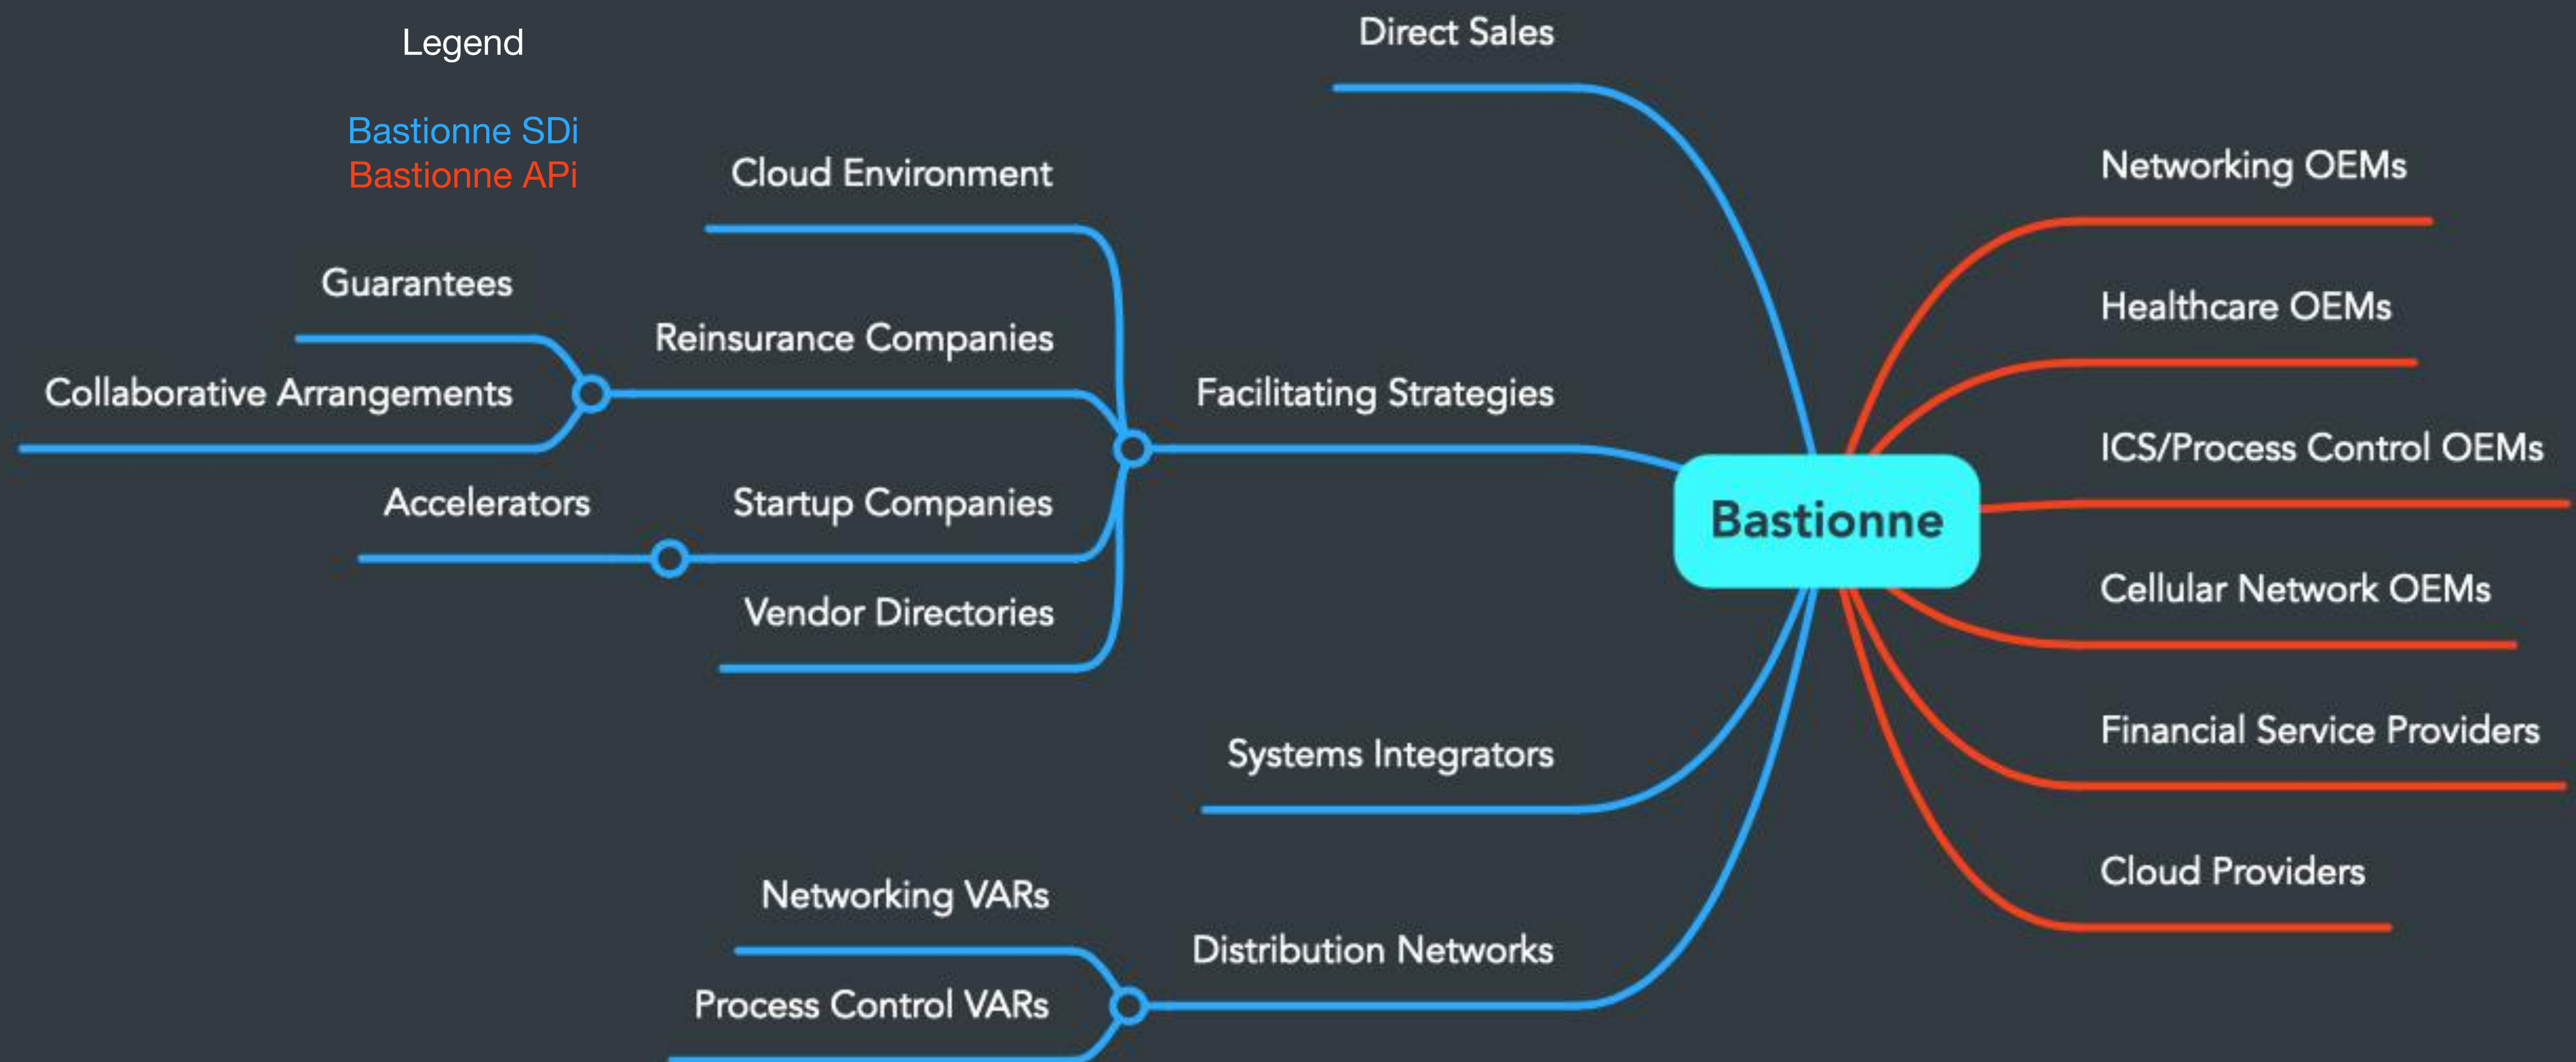 Legend
Bastionne SDi
Bastionne APi
Direct Sales
Cloud Environment
Guarantees
Reinsurance Companies
Collaborative Arrangements
Facilitating Strategies
Accelerators
Startup Companies
Vendor Directories
Systems Integrators
Networking VARs
Distribution Networks
Process Control VARs
Bastionne
Networking OEMs
Healthcare OEMs
ICS/Process Control OEMs
Cellular Network OEMs
Financial Service Providers
Cloud Providers